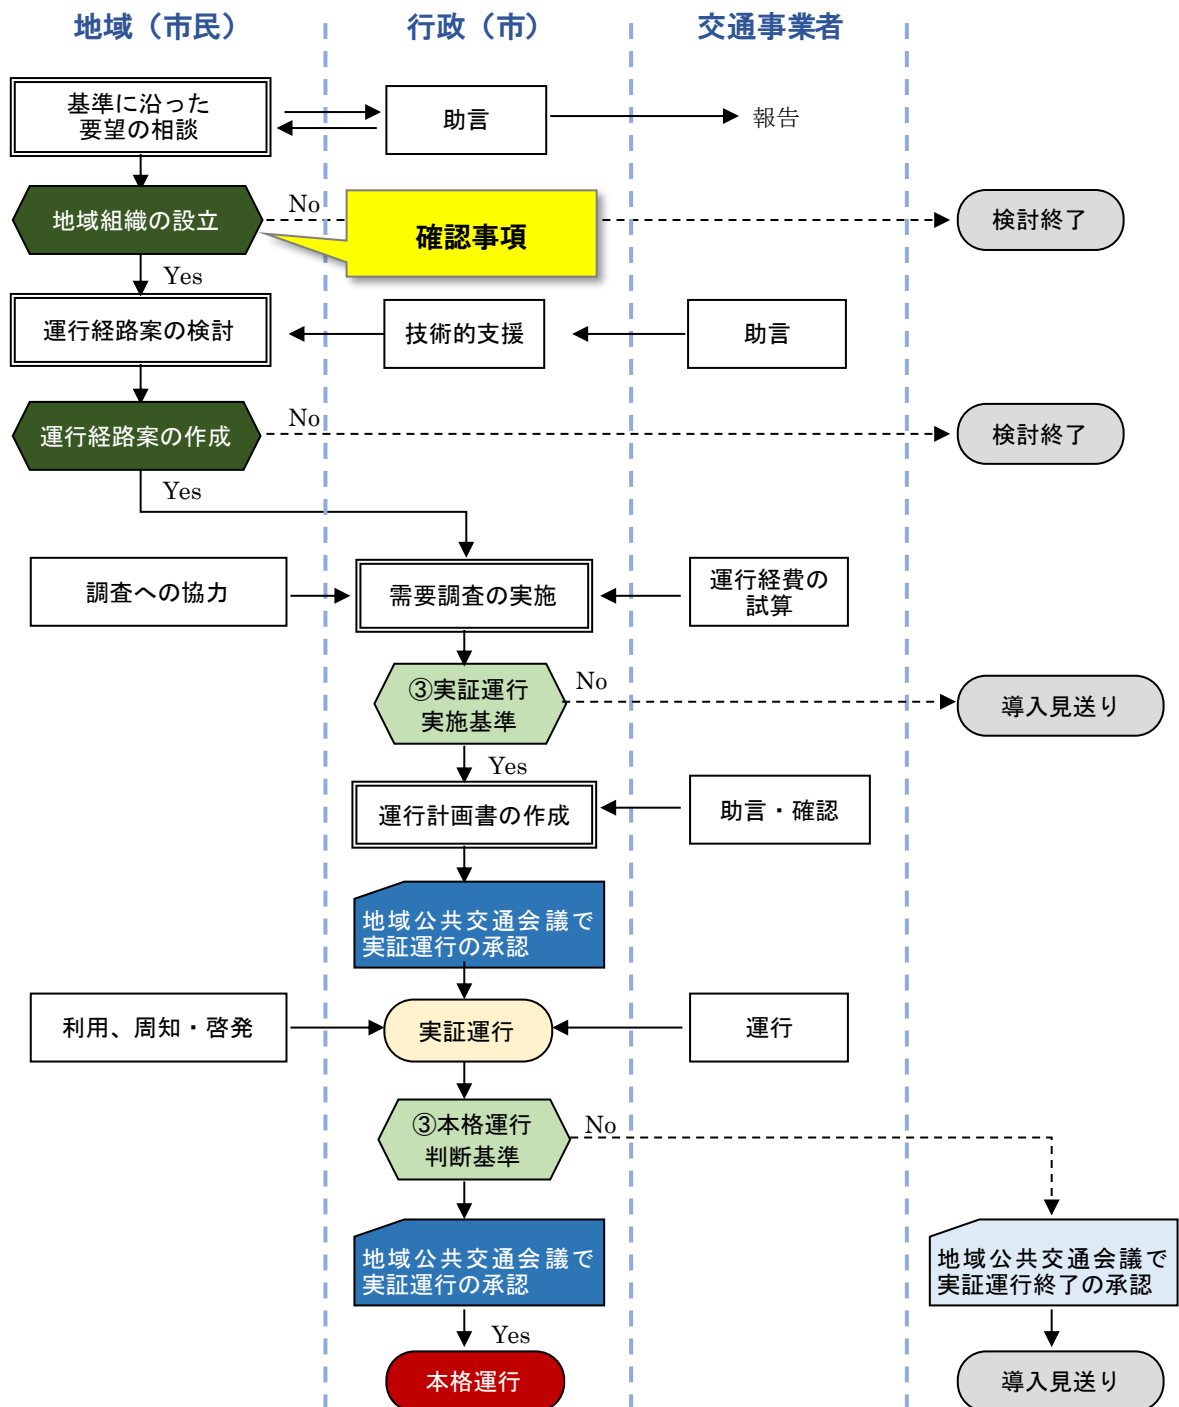 地域（市民）
行政（市）
交通事業者
基準に沿った
要望の相談
助言
報告
地域組織の設立
No
確認事項
検討終了
Yes
運行経路案の検討
技術的支援
助言
運行経路案の作成
No
検討終了
Yes
調査への協力
需要調査の実施
運行経費の
試算
③実証運行
実施基準
No
導入見送り
Yes
運行計画書の作成
助言・確認
地域公共交通会議で
実証運行の承認
利用、周知・啓発
実証運行
運行
③本格運行
判断基準
No
地域公共交通会議で
実証運行の承認
地域公共交通会議で
実証運行終了の承認
Yes
本格運行
導入見送り